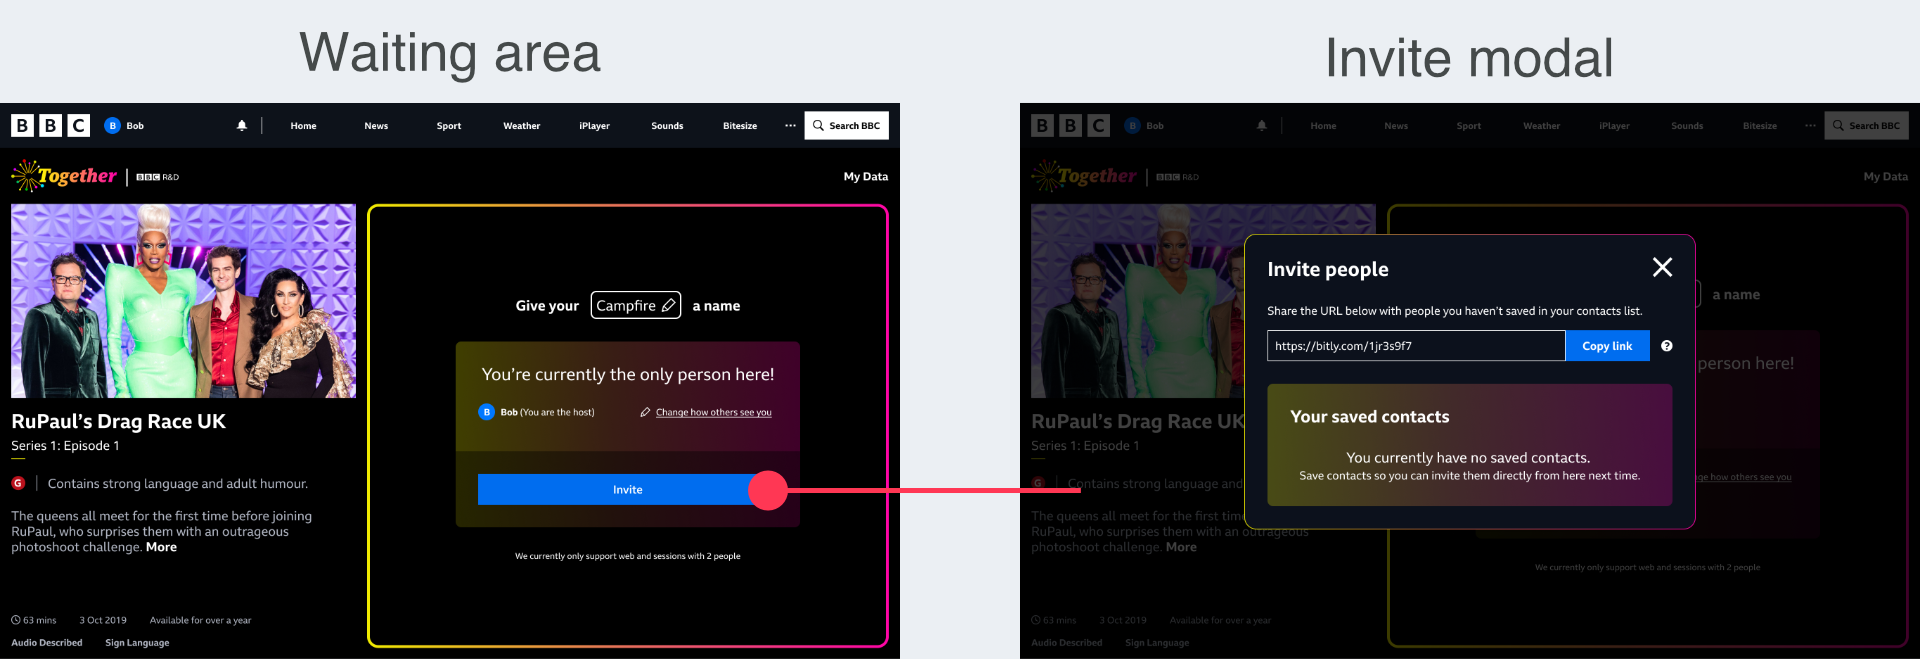 Waiting area
BBC B Bob Home News Sport Weather iPlayer Sounds Bitesize ... Search BBC
Together BBC R&D My Data
Give your Campfire a name
You're currently the only person here!
B Bob (You are the host) Change how others see you
Invite
We currently only support web and sessions with 2 people
RuPaul's Drag Race UK
Series 1: Episode 1
G Contains strong language and adult humour.
The queens all meet for the first time before joining
RuPaul, who surprises them with an outrageous
photoshoot challenge. More
63 mins 3 Oct 2019 Available for over a year
Audio Described Sign Language
Invite modal
BBC B Bob Home News Sport Weather iPlayer Sounds Bitesize ... Search BBC
Together BBC R&D My Data
Invite people
Share the URL below with people you haven't saved in your contacts list.
https://bitly.com/1jr3s9f7 Copy link ?
Your saved contacts
You currently have no saved contacts.
Save contacts so you can invite them directly from here next time.
a name
person here!
ge how others see you
We currently only support web and sessions with 2 people
RuPaul's Drag Race UK
Series 1: Episode 1
G Contains strong language and
The queens all meet for the first time
RuPaul, who surprises them with an outrageous
photoshoot challenge. More
63 mins 3 Oct 2019 Available for over a year
Audio Described Sign Language